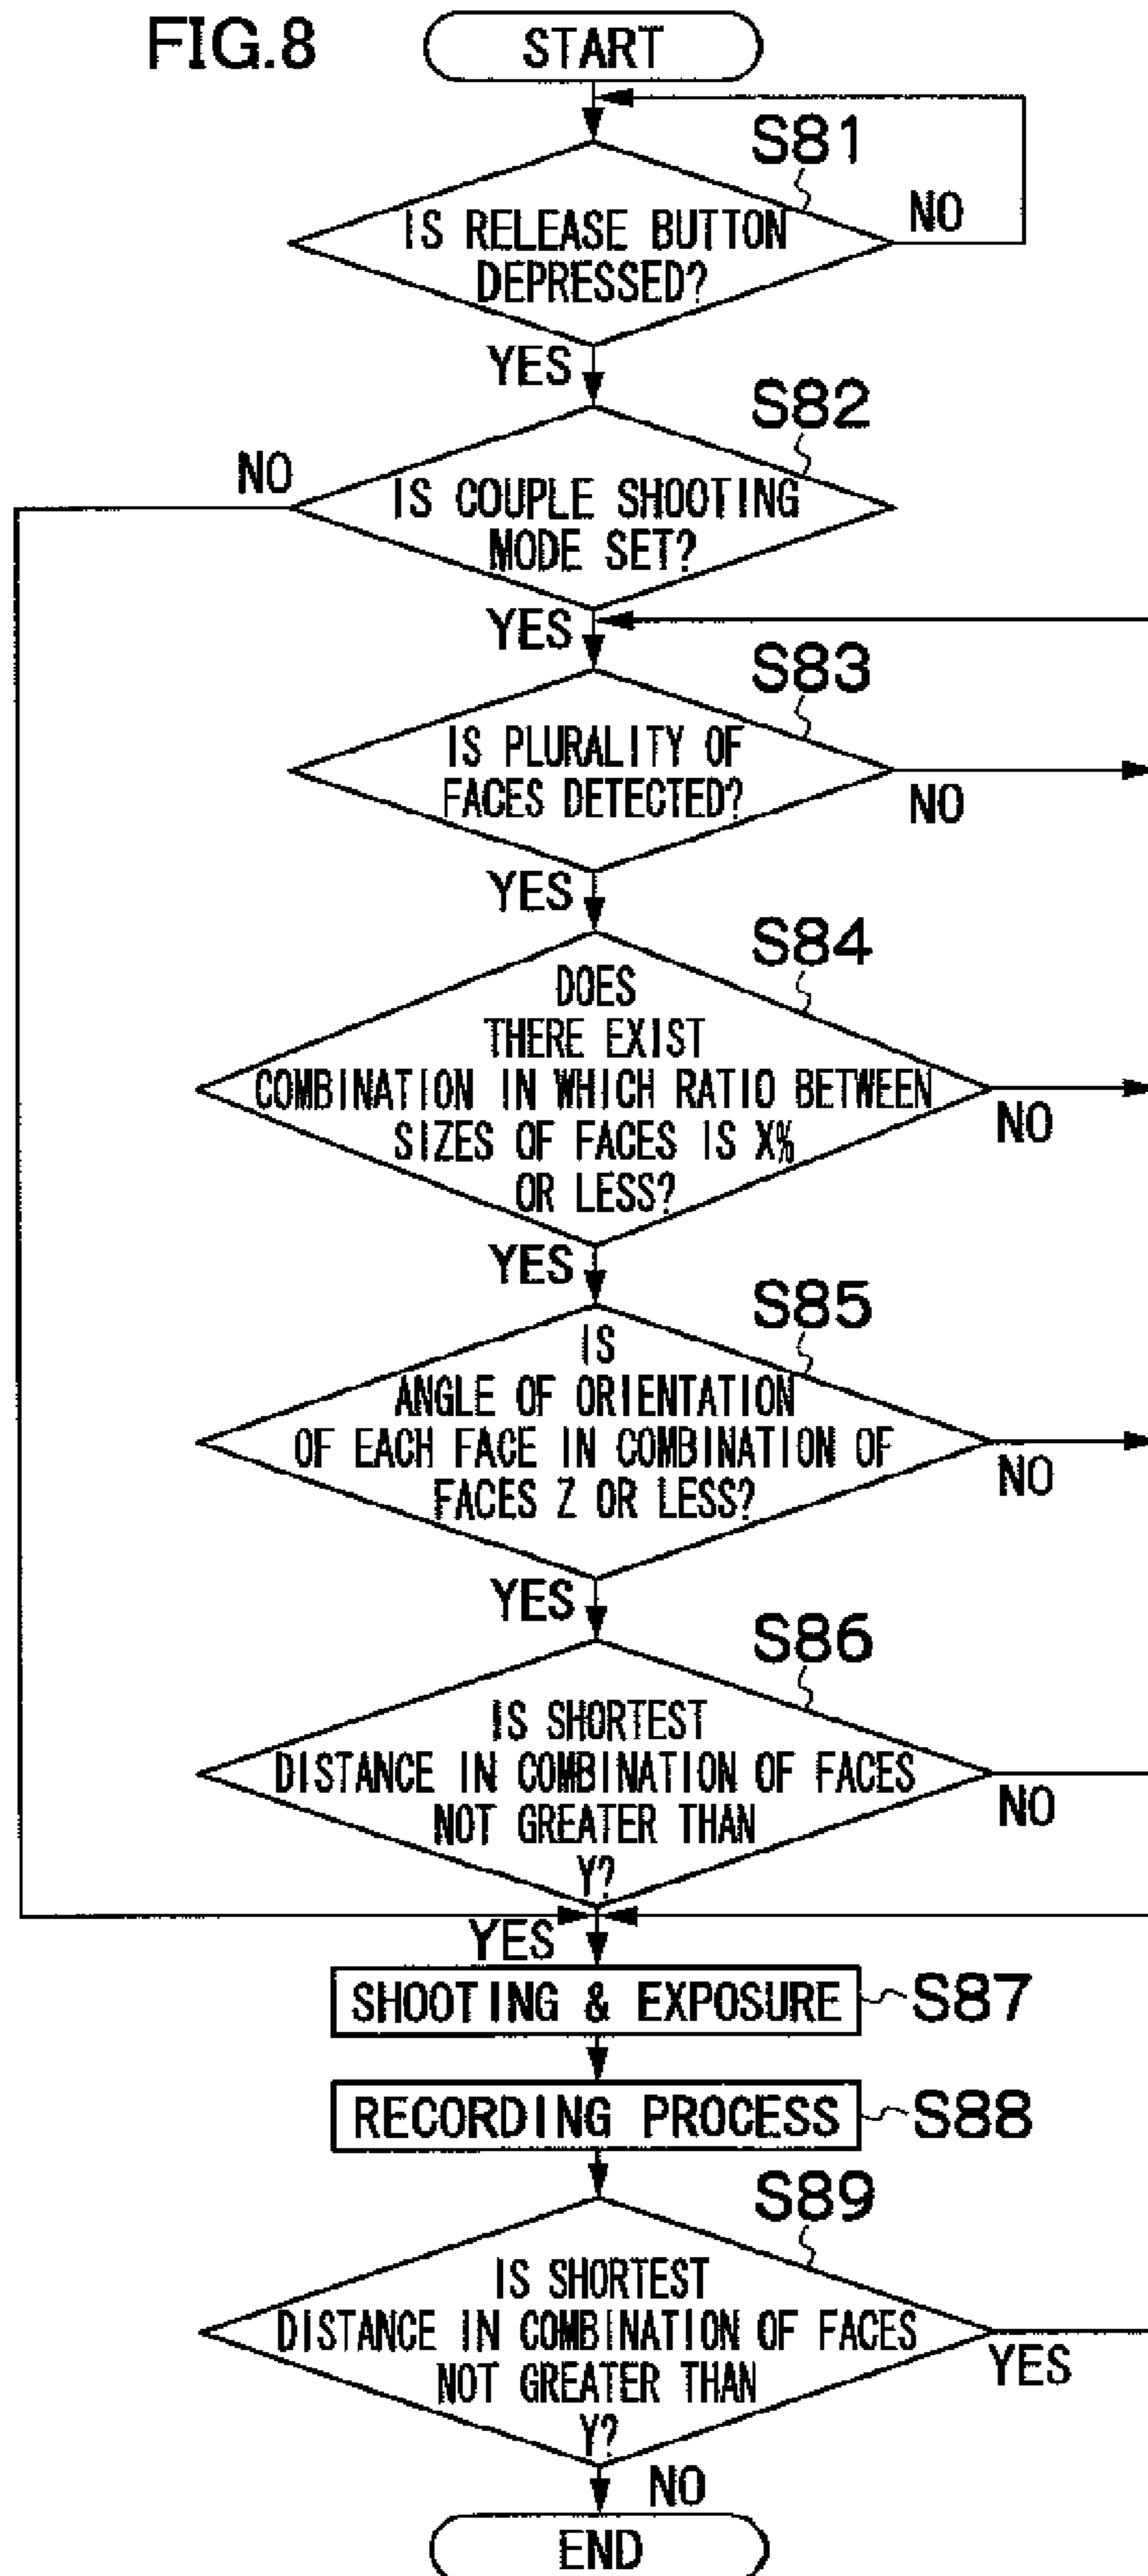 FIG.8
START
S81
IS RELEASE BUTTON
DEPRESSED?
NO
YES
S82
NO
IS COUPLE SHOOTING
MODE SET?
YES
S83
IS PLURALITY OF
FACES DETECTED?
NO
YES
S84
DOES
THERE EXIST
COMBINATION IN WHICH RATIO BETWEEN
SIZES OF FACES IS X%
OR LESS?
NO
YES
S85
IS
ANGLE OF ORIENTATION
OF EACH FACE IN COMBINATION OF
FACES Z OR LESS?
NO
YES
S86
IS SHORTEST
DISTANCE IN COMBINATION OF FACES
NOT GREATER THAN
Y?
NO
YES
SHOOTING & EXPOSURE
S87
RECORDING PROCESS
S88
S89
IS SHORTEST
DISTANCE IN COMBINATION OF FACES
NOT GREATER THAN
Y?
YES
NO
END